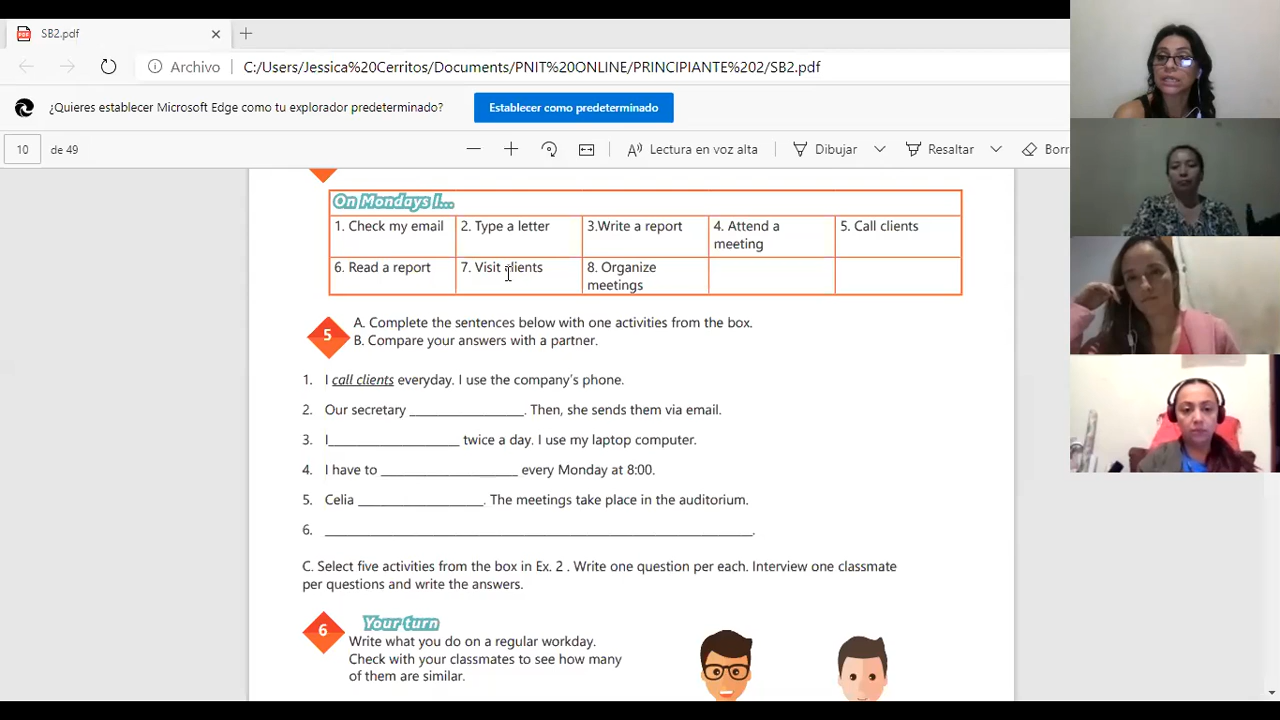 SB2.pdf
Archivo C:/Users/Jessica%20Cerritos/Documents/PNIT%20ONLINE/PRINCIPIANTE%202/SB2.pdf
¿Quieres establecer Microsoft Edge como tu explorador predeterminado? Establecer como predeterminado
10 de 49 Lectura en voz alta Dibujar Resaltar Borr
On Mondays I...
1. Check my email 2. Type a letter 3.Write a report 4. Attend a meeting 5. Call clients
6. Read a report 7. Visit clients 8. Organize meetings
5 A. Complete the sentences below with one activities from the box.
B. Compare your answers with a partner.
1. I call clients everyday. I use the company's phone.
2. Our secretary ____________________. Then, she sends them via email.
3. I_______________________ twice a day. I use my laptop computer.
4. I have to ________________________ every Monday at 8:00.
5. Celia ______________________. The meetings take place in the auditorium.
6. ____________________________________________________________________________.
C. Select five activities from the box in Ex. 2 . Write one question per each. Interview one classmate
per questions and write the answers.
6 Your turn
Write what you do on a regular workday.
Check with your classmates to see how many
of them are similar.